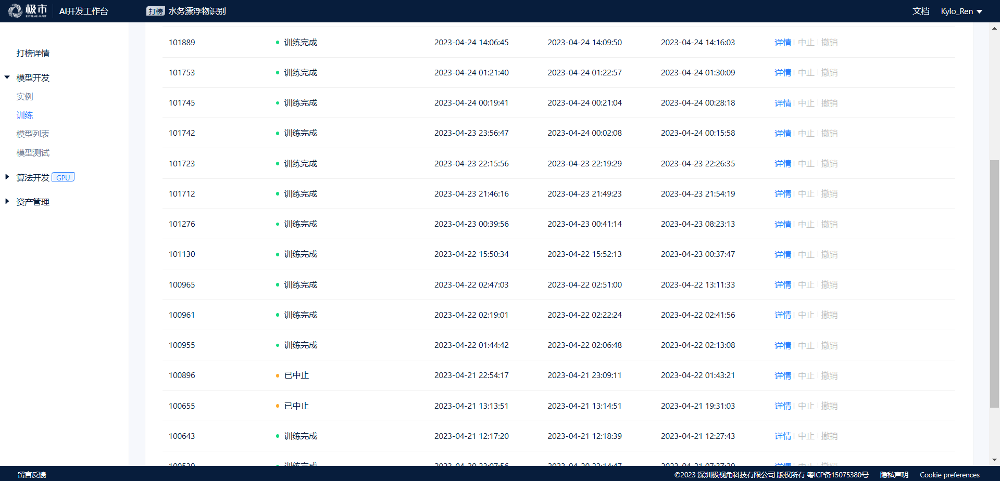 极市 EXTREME MART AI开发工作台 打榜 水务漂浮物识别 文档 Kylo_Ren
打榜详情
模型开发
实例
训练
模型列表
模型测试
算法开发 GPU
资产管理
101889 训练完成 2023-04-24 14:06:45 2023-04-24 14:09:50 2023-04-24 14:16:03 详情 中止 撤销
101753 训练完成 2023-04-24 01:21:40 2023-04-24 01:22:57 2023-04-24 01:30:09 详情 中止 撤销
101745 训练完成 2023-04-24 00:19:41 2023-04-24 00:21:04 2023-04-24 00:28:18 详情 中止 撤销
101742 训练完成 2023-04-23 23:56:47 2023-04-24 00:02:08 2023-04-24 00:15:58 详情 中止 撤销
101723 训练完成 2023-04-23 22:15:56 2023-04-23 22:19:29 2023-04-23 22:26:35 详情 中止 撤销
101712 训练完成 2023-04-23 21:46:16 2023-04-23 21:49:23 2023-04-23 21:54:19 详情 中止 撤销
101276 训练完成 2023-04-23 00:39:56 2023-04-23 00:41:14 2023-04-23 08:23:13 详情 中止 撤销
101130 训练完成 2023-04-22 15:50:34 2023-04-22 15:52:13 2023-04-23 00:37:47 详情 中止 撤销
100965 训练完成 2023-04-22 02:47:03 2023-04-22 02:51:00 2023-04-22 13:11:33 详情 中止 撤销
100961 训练完成 2023-04-22 02:19:01 2023-04-22 02:22:24 2023-04-22 02:41:56 详情 中止 撤销
100955 训练完成 2023-04-22 01:44:42 2023-04-22 02:06:48 2023-04-22 02:13:08 详情 中止 撤销
100896 已中止 2023-04-21 22:54:17 2023-04-21 23:09:11 2023-04-22 01:43:21 详情 中止 撤销
100655 已中止 2023-04-21 13:13:51 2023-04-21 13:14:51 2023-04-21 19:31:03 详情 中止 撤销
100643 训练完成 2023-04-21 12:17:20 2023-04-21 12:18:39 2023-04-21 12:27:43 详情 中止 撤销
训练完成 详情 中止 撤销
留言反馈 ©2023 深圳极视角科技有限公司 版权所有 粤ICP备15075380号 隐私声明 Cookie preferences